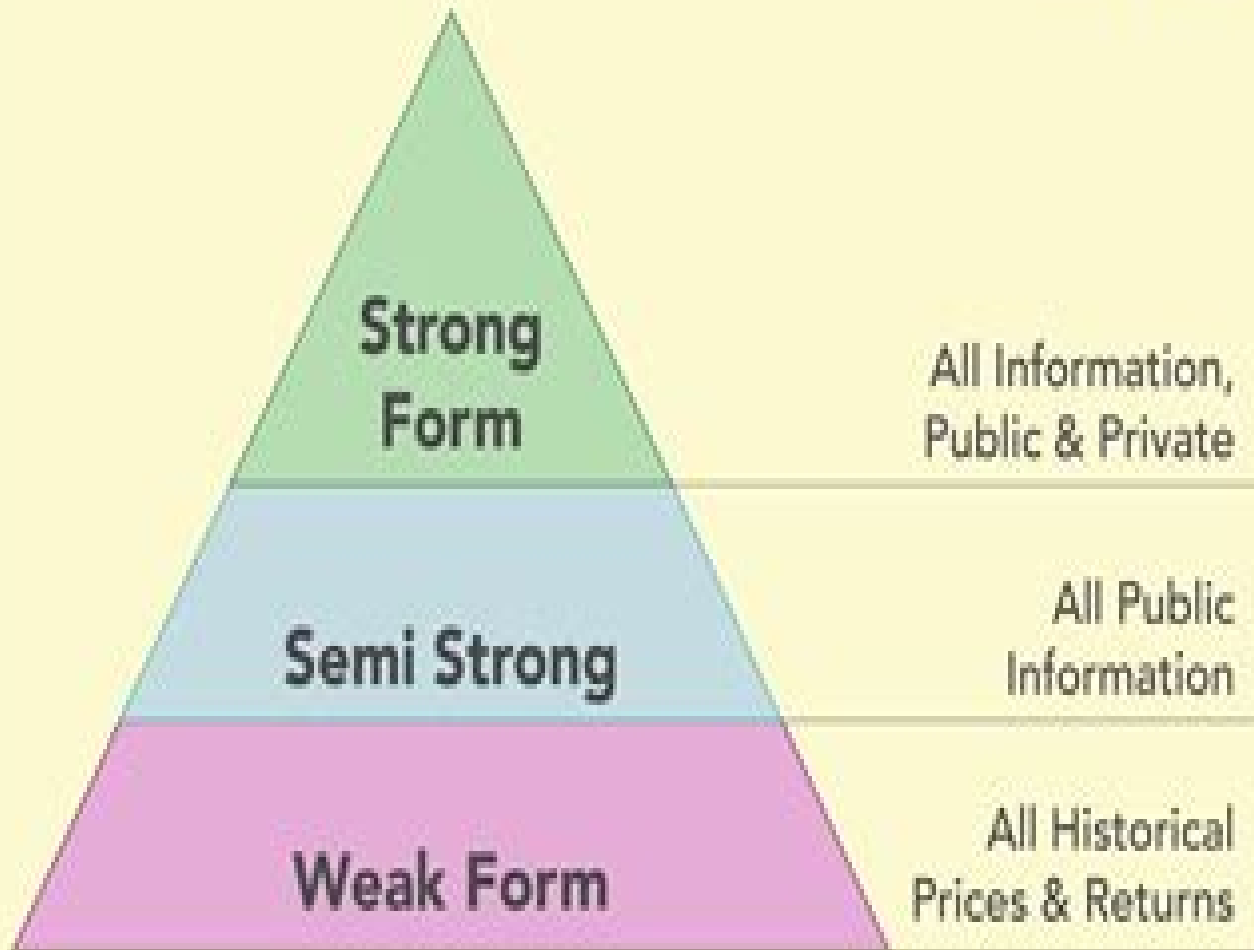 Strong
Form
All Information,
Public & Private
Semi Strong
All Public
Information
Weak Form
All Historical
Prices & Returns